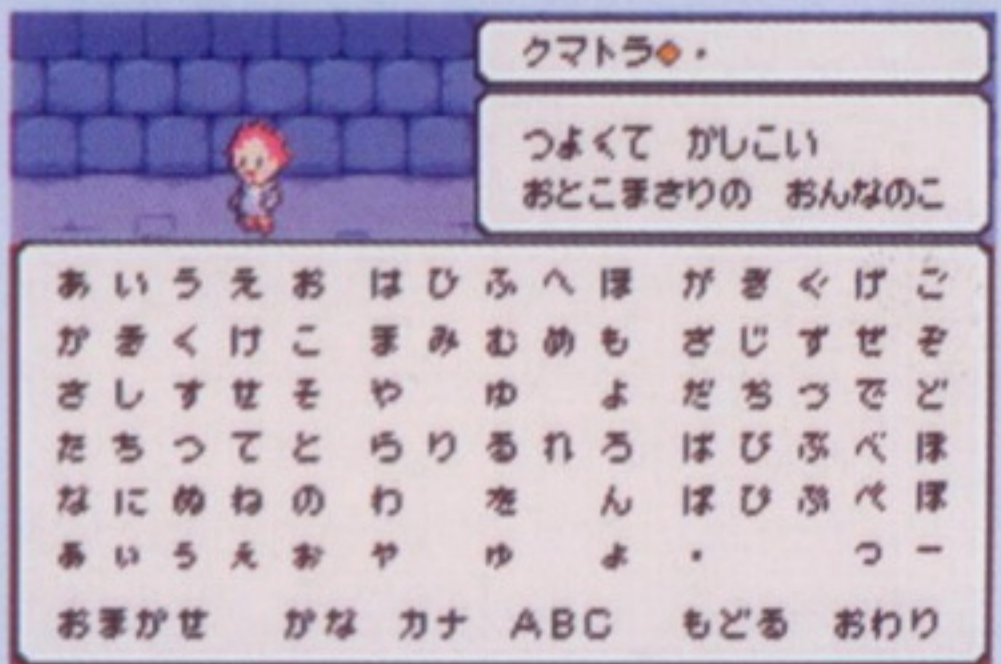 クマトラ◆・
つよくて かしこい
おとこまさりの おんなのこ
あいうえお はひふへほ がぎぐげご
かきくけこ まみむめも ざじずぜぞ
さしすせそ や ゆ よ だぢづでど
たちつてと らりるれろ ばびぶべぼ
なにぬねの わ を ん ぱぴぷぺぽ
ぁぃぅぇぉ ゃ ゅ ょ ・ っー
おまかせ かな カナ ABC もどる おわり